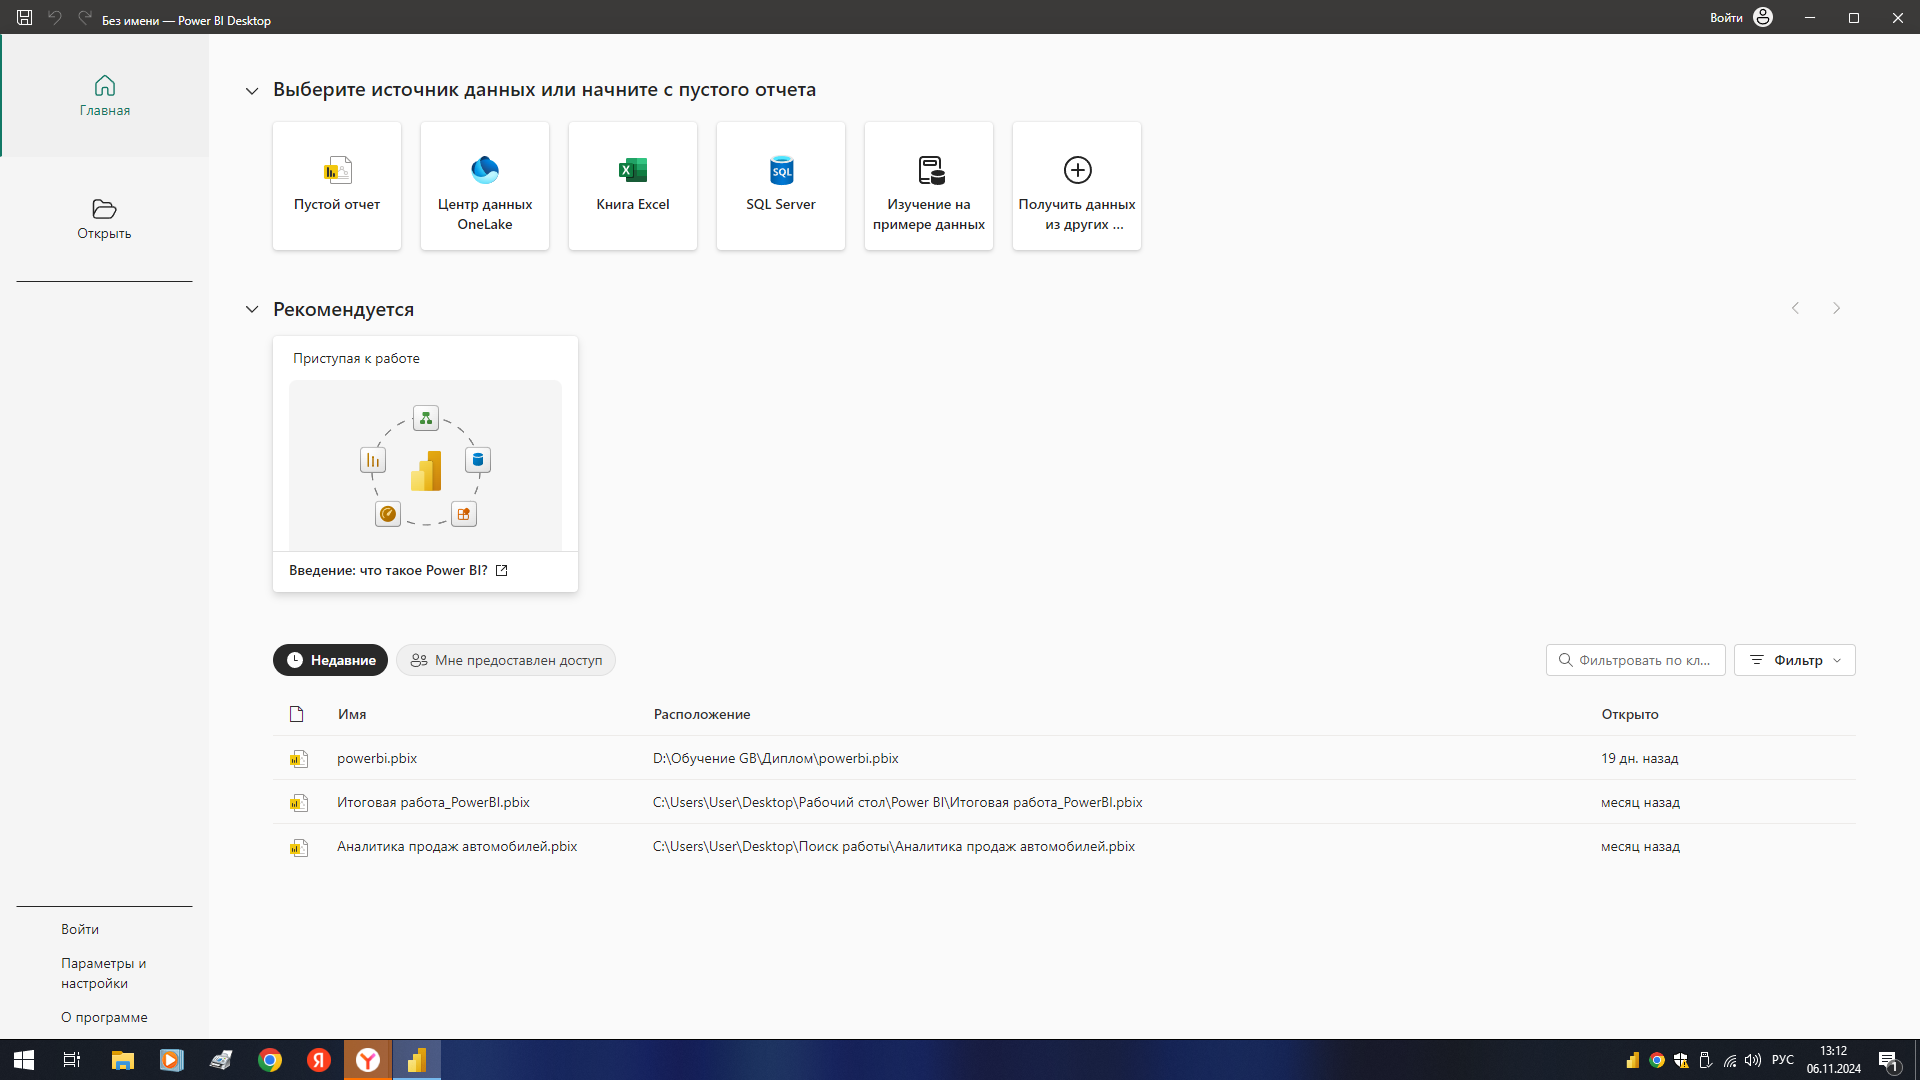 Без имени — Power BI Desktop
Войти
Главная
Открыть
Выберите источник данных или начните с пустого отчета
Пустой отчет
Центр данных
OneLake
Книга Excel
SQL
SQL Server
Изучение на
примере данных
Получить данных
из других ...
Рекомендуется
Приступая к работе
Введение: что такое Power BI?
Недавние
Мне предоставлен доступ
Фильтровать по кл...
Фильтр
Имя
Расположение
Открыто
powerbi.pbix
D:\Обучение GB\Диплом\powerbi.pbix
19 дн. назад
Итоговая работа_PowerBI.pbix
C:\Users\User\Desktop\Рабочий стол\Power BI\Итоговая работа_PowerBI.pbix
месяц назад
Аналитика продаж автомобилей.pbix
C:\Users\User\Desktop\Поиск работы\Аналитика продаж автомобилей.pbix
месяц назад
Войти
Параметры и
настройки
О программе
РУС
13:12
06.11.2024
1